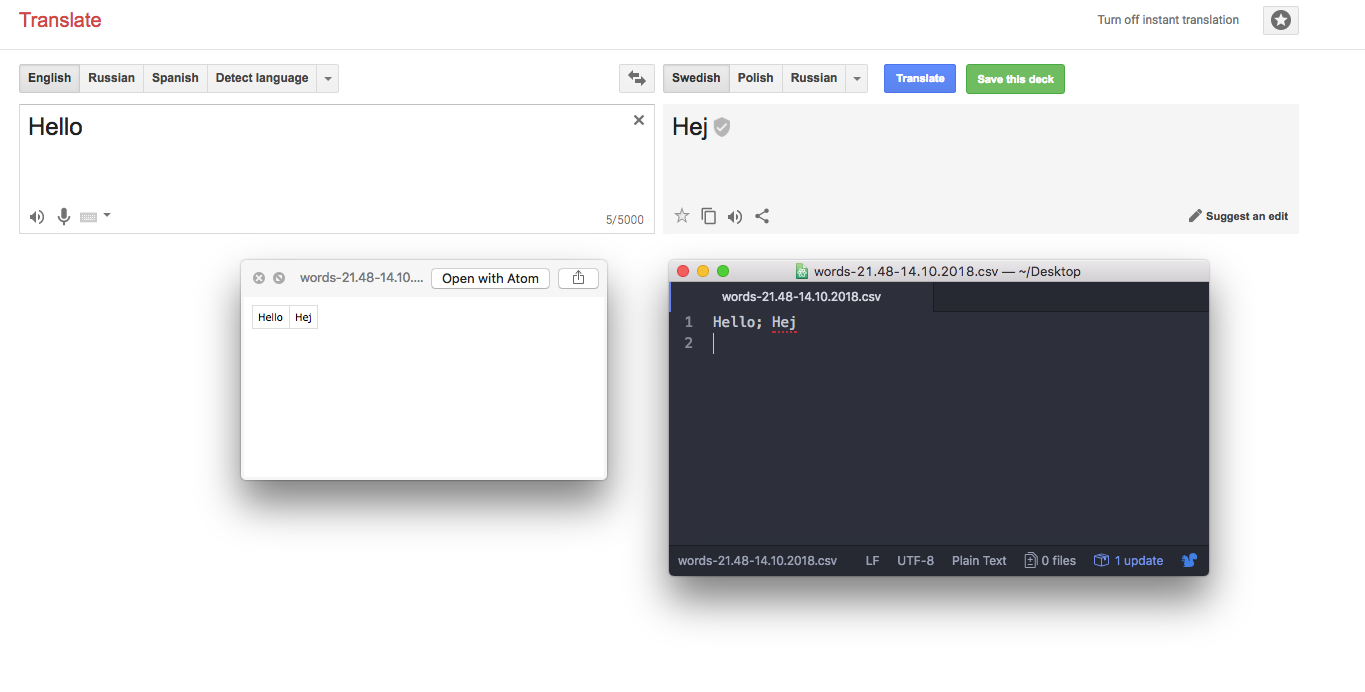 Translate
Turn off instant translation
English Russian Spanish Detect language
Swedish Polish Russian
Translate
Save this deck
Hello
5/5000
Hej
Suggest an edit
words-21.48-14.10.... Open with Atom
Hello Hej
words-21.48-14.10.2018.csv — ~/Desktop
words-21.48-14.10.2018.csv
1 Hello; Hej
2
words-21.48-14.10.2018.csv LF UTF-8 Plain Text 0 files 1 update